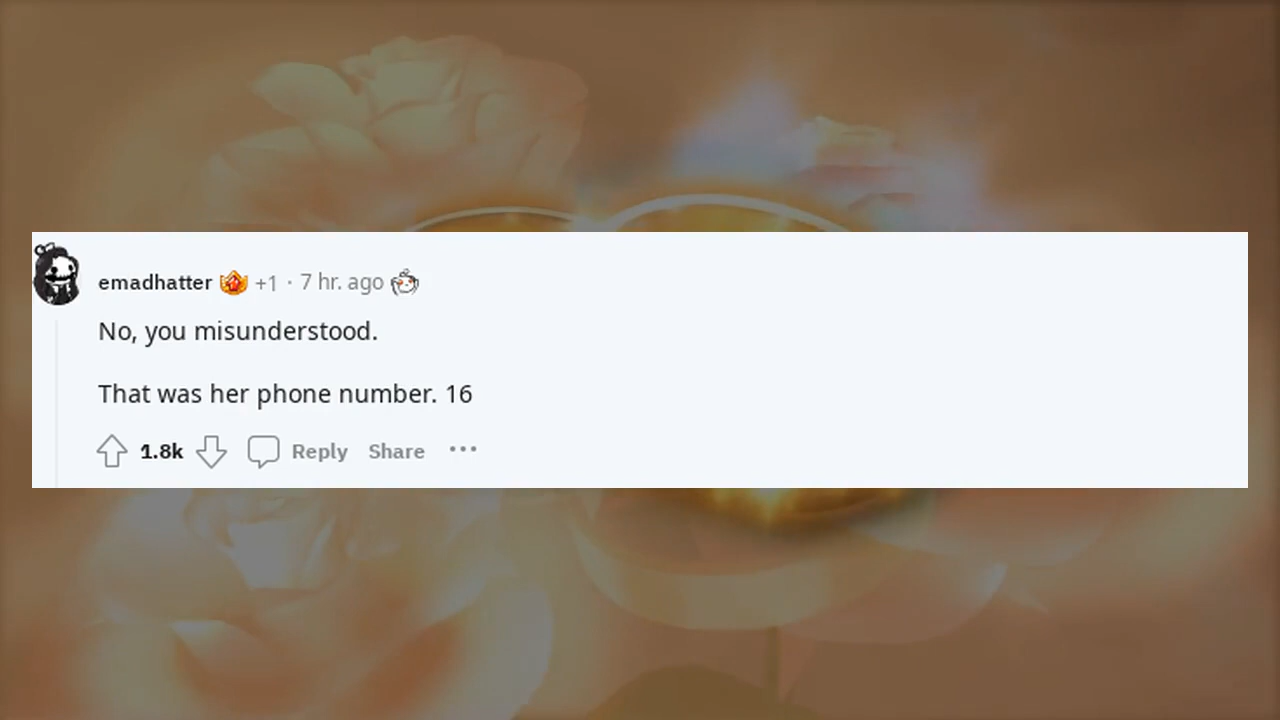 emadhatter +1 · 7 hr. ago
No, you misunderstood.
That was her phone number. 16
1.8k Reply Share ...